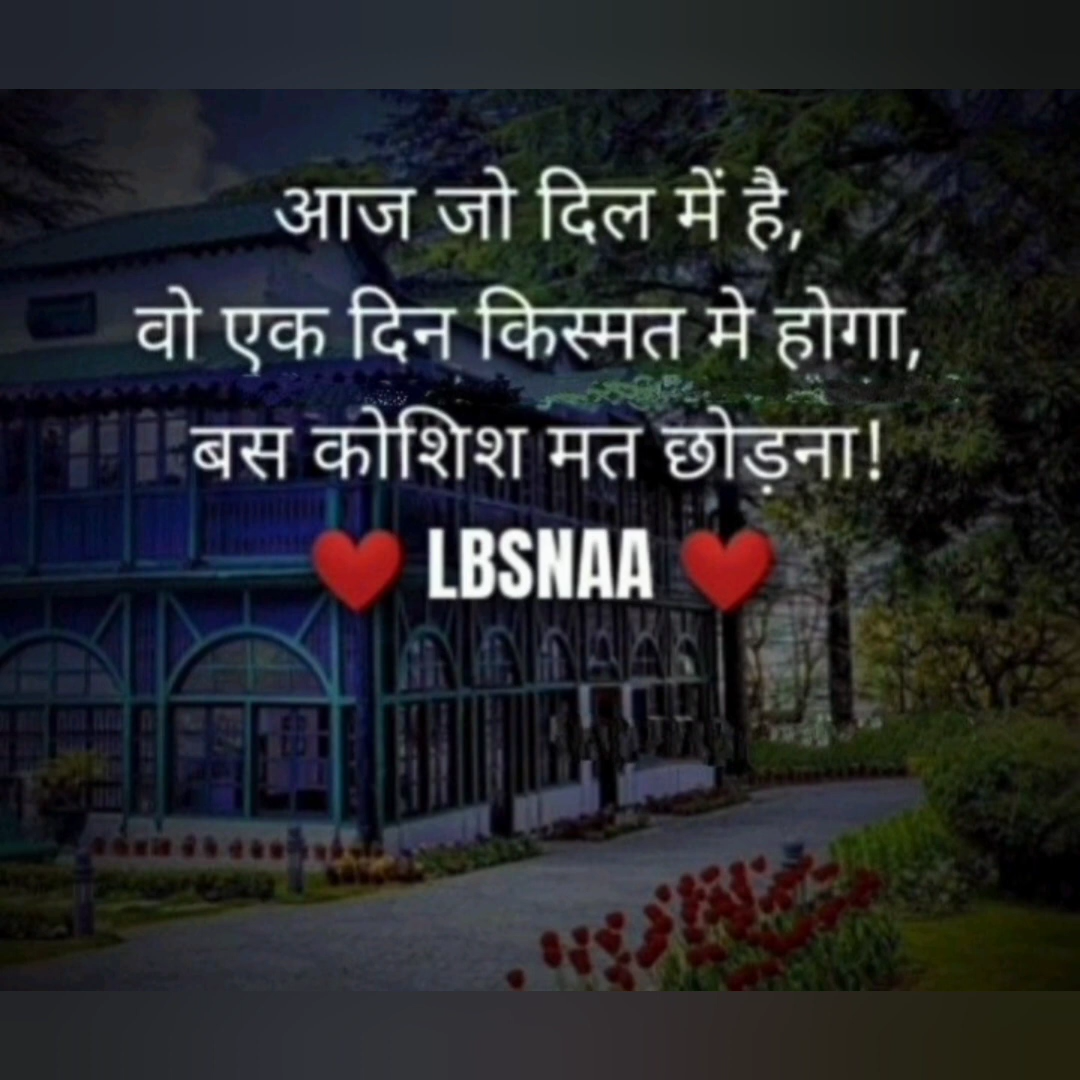 आज जो दिल में है,
वो एक दिन किस्मत मे होगा,
बस कोशिश मत छोड़ना!
❤️ LBSNAA ❤️